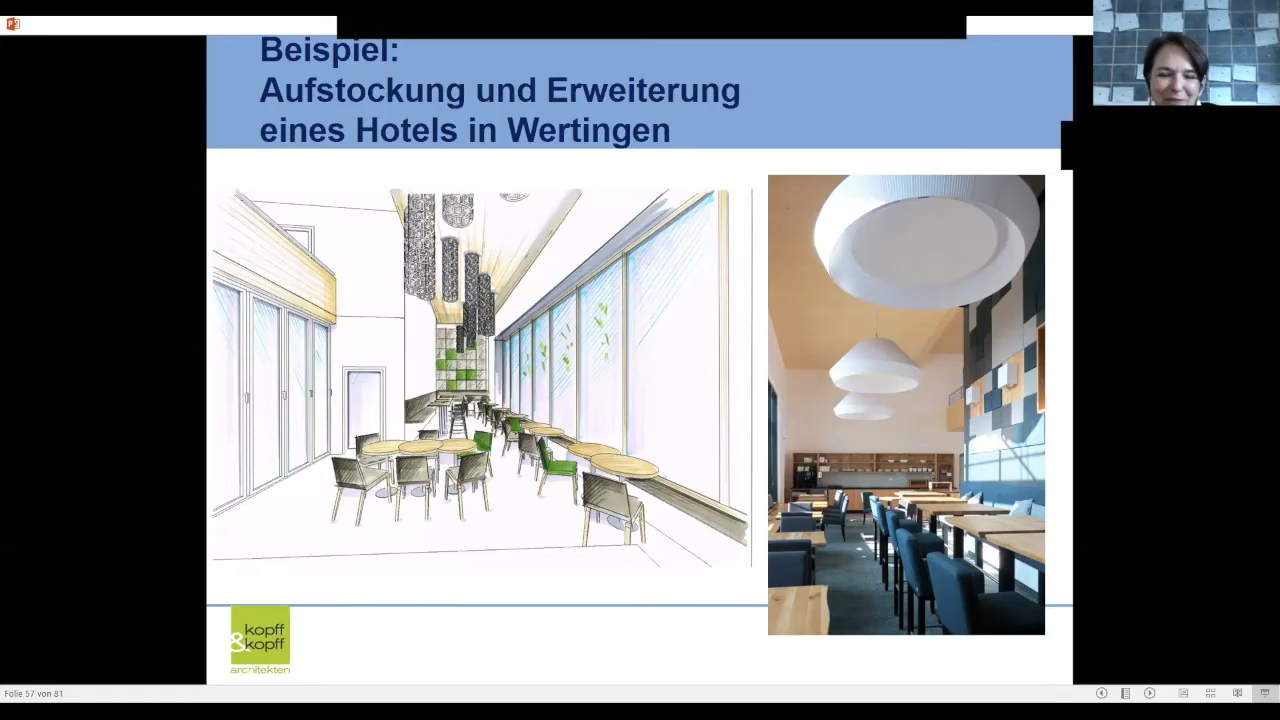 Beispiel:
Aufstockung und Erweiterung
eines Hotels in Wertingen
kopff
&kopff
architekten
Folie 57 von 81